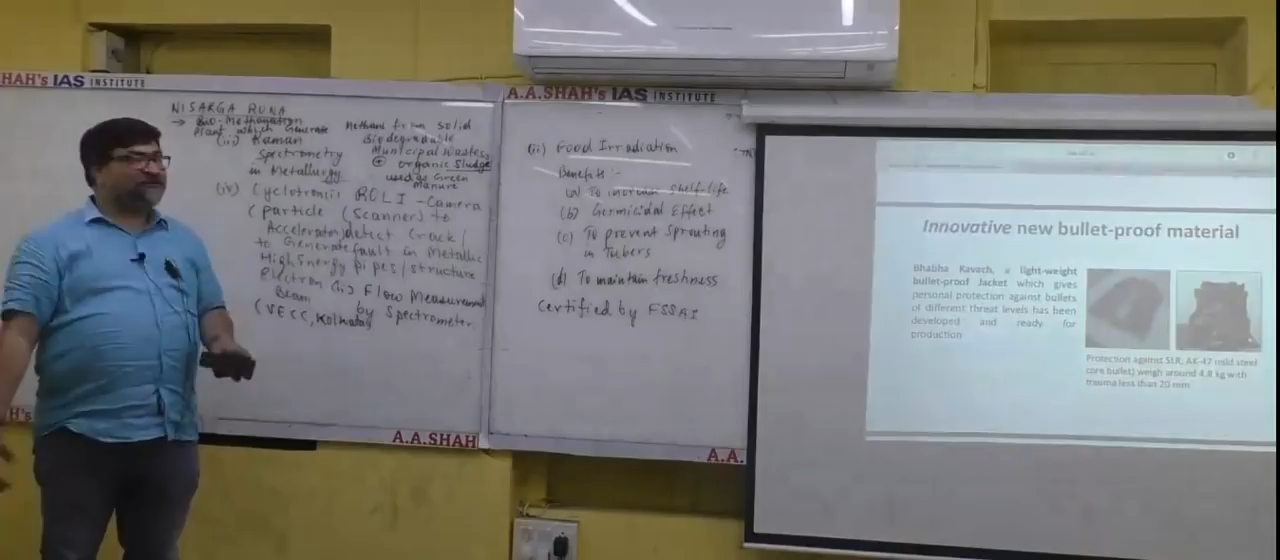 SHAH's IAS INSTITUTE
NISARGA RUNA
→ Bio-Methanation
Plant which Generate Methane from Solid
Biodegradable
Municipal Wastes
⊕ organic Sludge
used as Green
Manure
Raman
Spectrometry
in Metallurgy
(iv) Cyclotrons
(particle
Accelerator)
to Generate
High Energy
Electron
Beam
(VECC, Kolkata)
ROLI - Camera
(scanner) to
detect Crack/
fault in Metallic
pipes/structure
Flow Measurement
by Spectrometer
A.A.SHAH
A.A.SHAH's IAS INSTITUTE
(ii) Food Irradiation
Benefits:-
(a) To increase Shelf-life
(b) Germicidal Effect
(c) To prevent Sprouting
in Tubers
(d) To maintain freshness
Certified by FSSAI
A.A.
Innovative new bullet-proof material
Bhabha Kavach, a light-weight
bullet-proof Jacket which gives
personal protection against bullets
of different threat levels has been
developed and ready for
production
Protection against SLR, AK-47 mild steel
core bullet) weigh around 4.8 kg with
trauma less than 20 mm